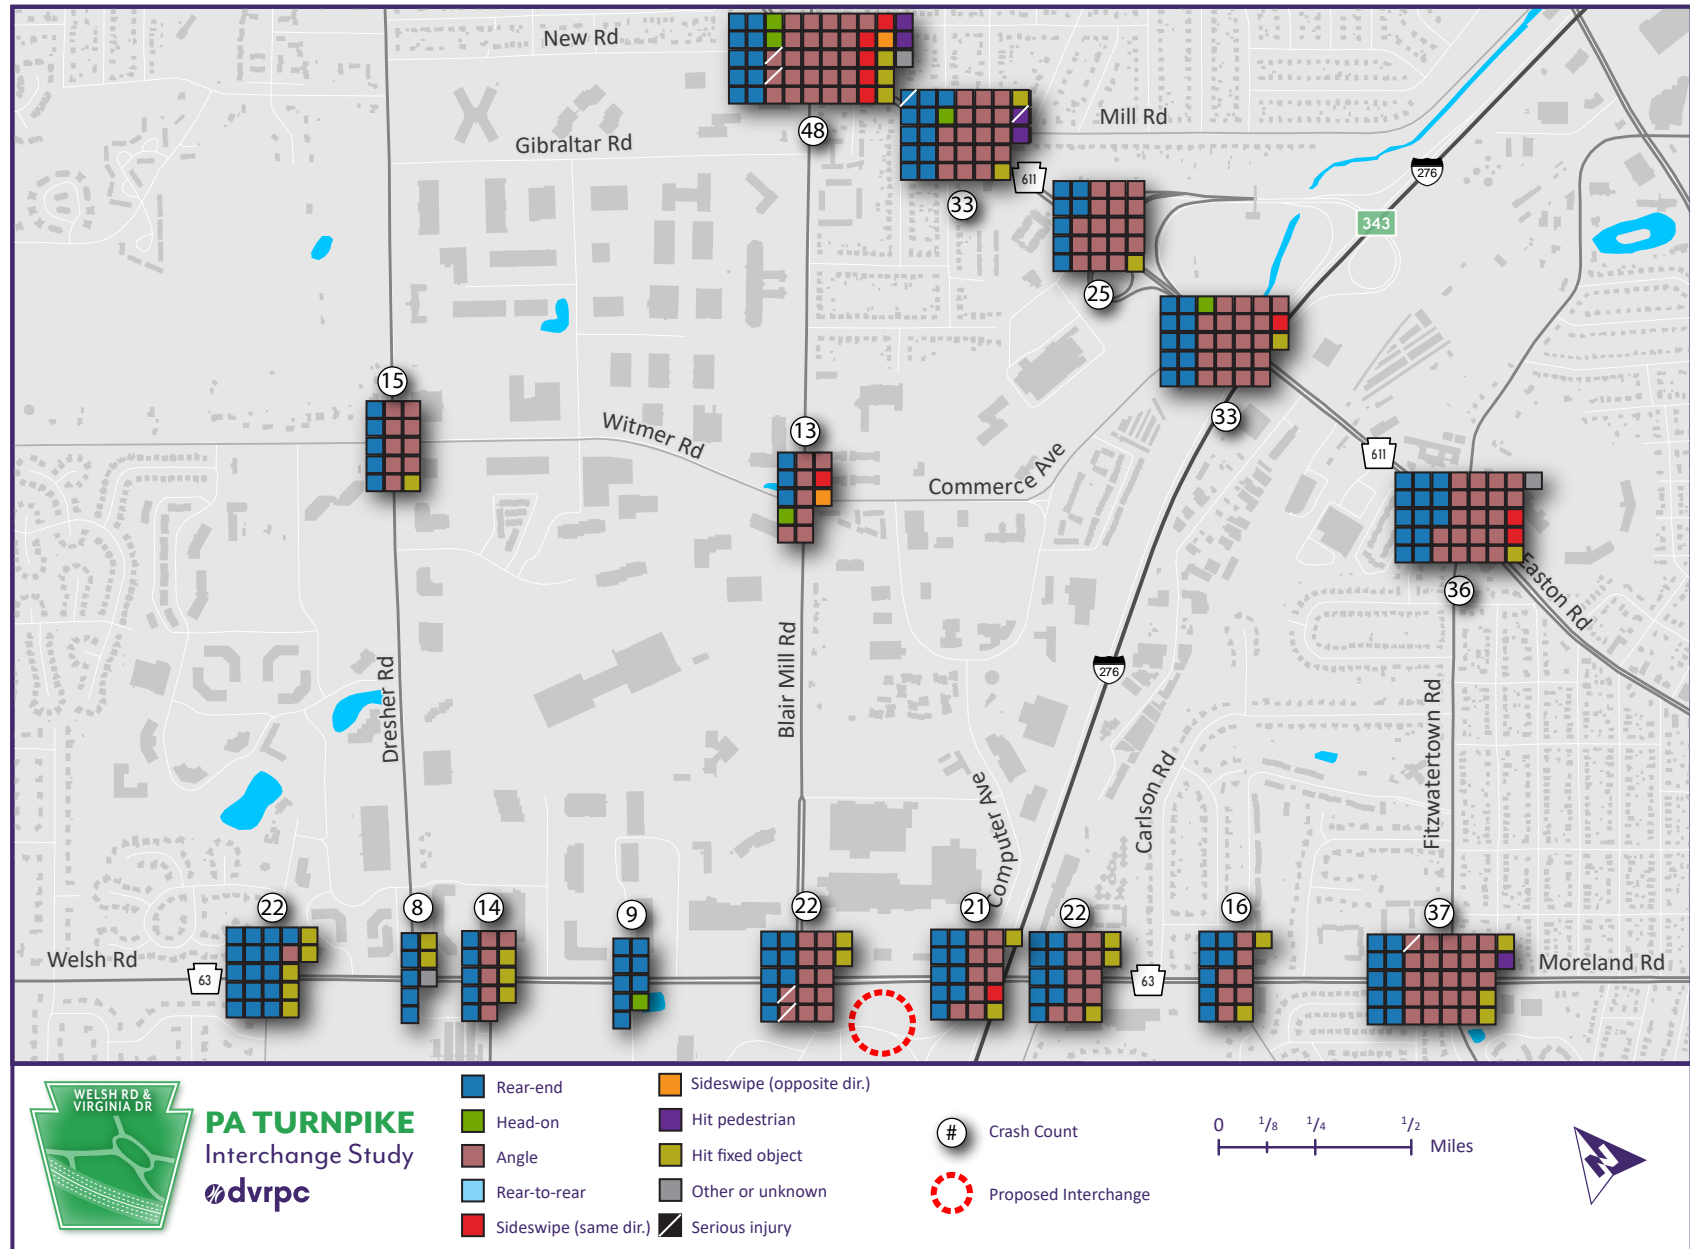 New Rd
48
Mill Rd
Gibraltar Rd
611
33
276
343
25
15
33
13
Witmer Rd
Commerce Ave
611
36
Easton Rd
276
Blair Mill Rd
Dresher Rd
Fitzwatertown Rd
Carlson Rd
Computer Ave
22
8
14
9
22
21
22
16
37
Welsh Rd
63
63
Moreland Rd
WELSH RD &
VIRGINIA DR
PA TURNPIKE
Interchange Study
dvrpc
Rear-end
Head-on
Angle
Rear-to-rear
Sideswipe (same dir.)
Sideswipe (opposite dir.)
Hit pedestrian
Hit fixed object
Other or unknown
Serious injury
# Crash Count
Proposed Interchange
0 1/8 1/4 1/2
Miles
N